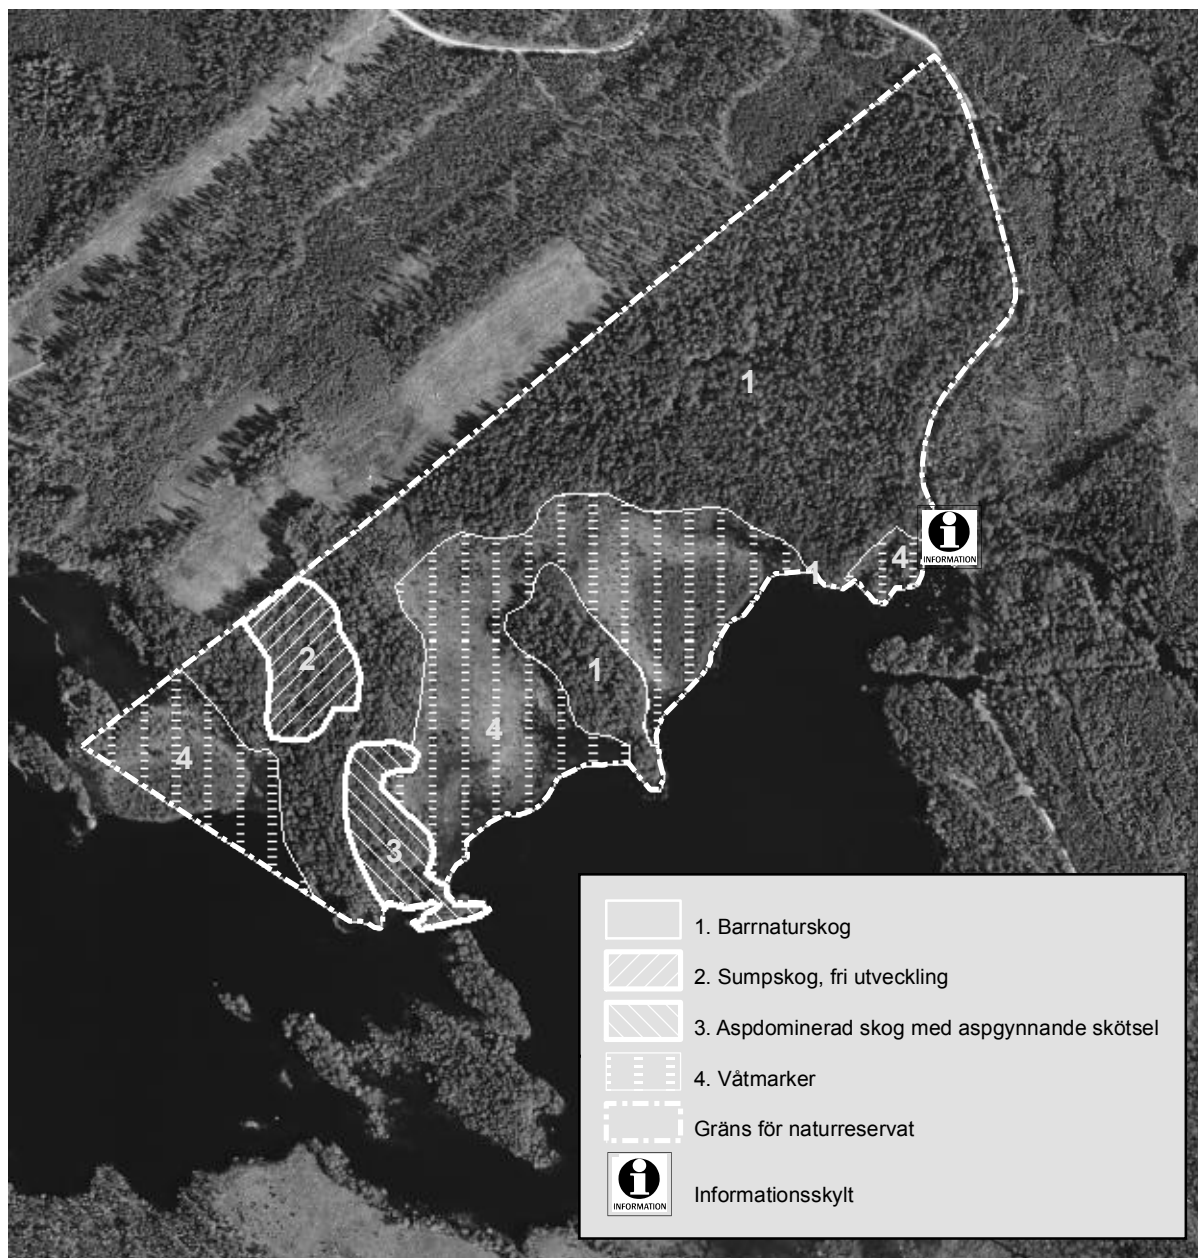 1
4
INFORMATION
1
2
1
4
4
3
1. Barrnaturskog
2. Sumpskog, fri utveckling
3. Aspdominerad skog med aspgynnande skötsel
4. Våtmarker
Gräns för naturreservat
INFORMATION
Informationsskylt